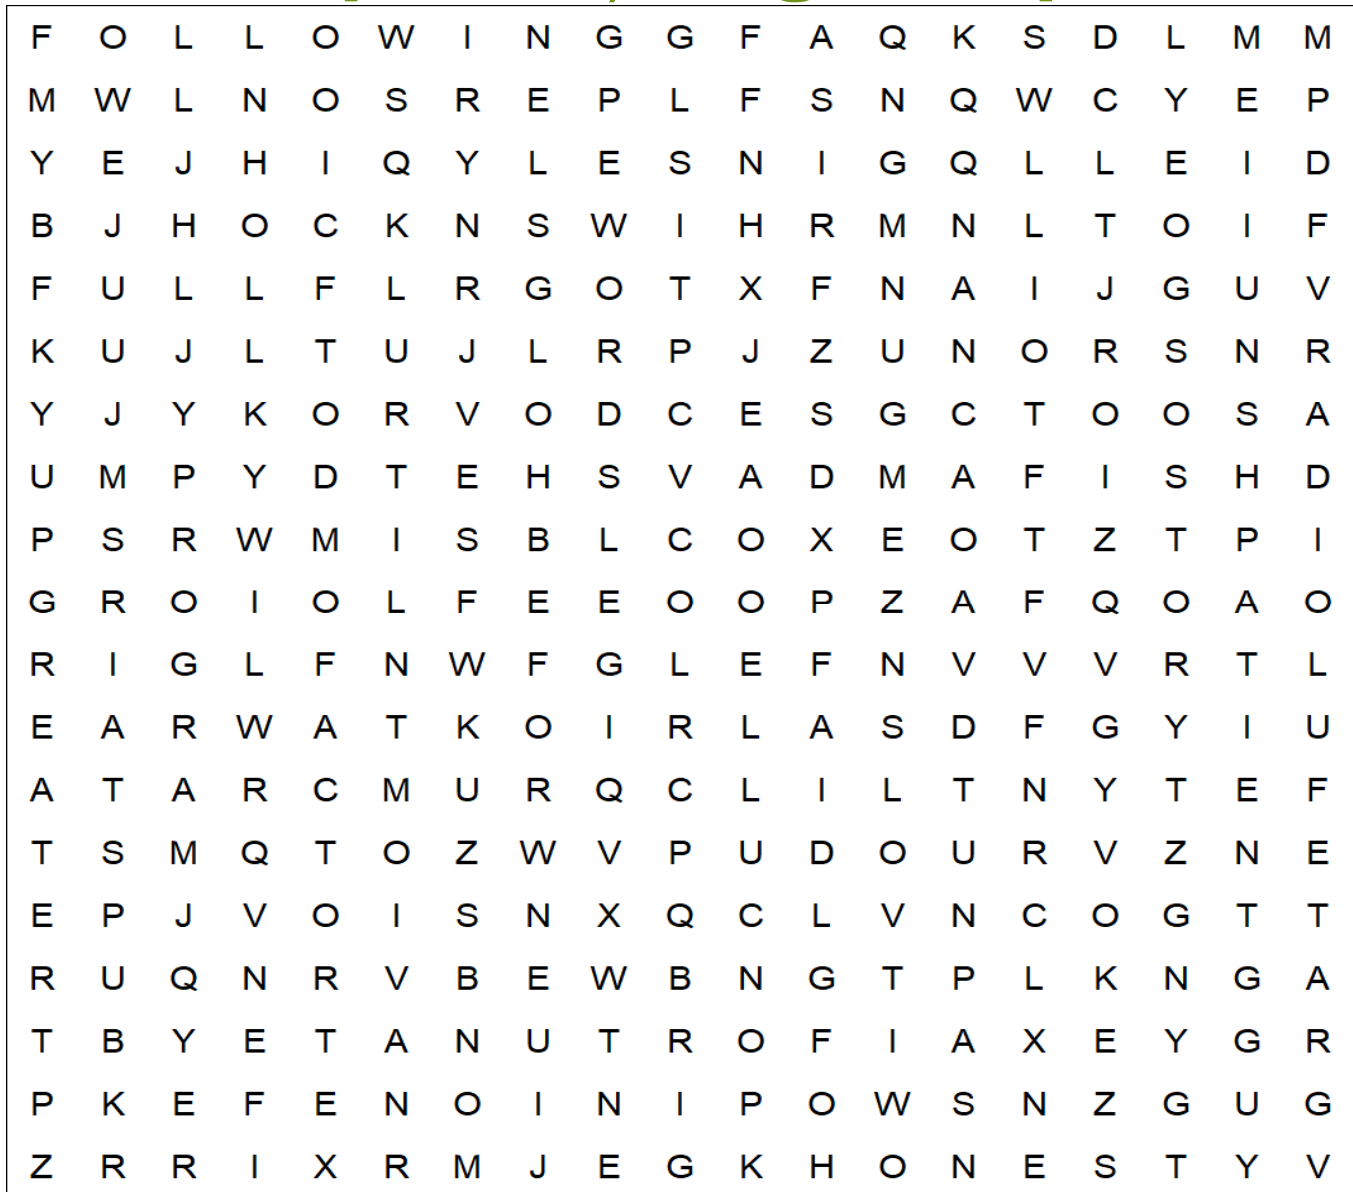 F O L L O W I N G G F A Q K S D L M M
M W L N O S R E P L F S N Q W C Y E P
Y E J H I Q Y L E S N I G Q L L E I D
B J H O C K N S W I H R M N L T O I F
F U L L F L R G O T X F N A I J G U V
K U J L T U J L R P J Z U N O R S N R
Y J Y K O R V O D C E S G C T O O S A
U M P Y D T E H S V A D M A F I S H D
P S R W M I S B L C O X E O T Z T P I
G R O I O L F E E O O P Z A F Q O A O
R I G L F N W F G L E F N V V V R T L
E A R W A T K O I R L A S D F G Y I U
A T A R C M U R Q C L I L T N Y T E F
T S M Q T O Z W V P U D O U R V Z N E
E P J V O I S N X Q C L V N C O G T T
R U Q N R V B E W B N G T P L K N G A
T B Y E T A N U T R O F I A X E Y G R
P K E F E N O I N I P O W S N Z G U G
Z R R I X R M J E G K H O N E S T Y V